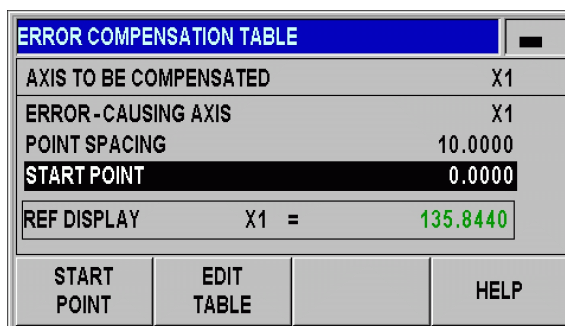 ERROR COMPENSATION TABLE
AXIS TO BE COMPENSATED X1
ERROR-CAUSING AXIS X1
POINT SPACING 10.0000
START POINT 0.0000
REF DISPLAY X1 = 135.8440
START POINT
EDIT TABLE
HELP